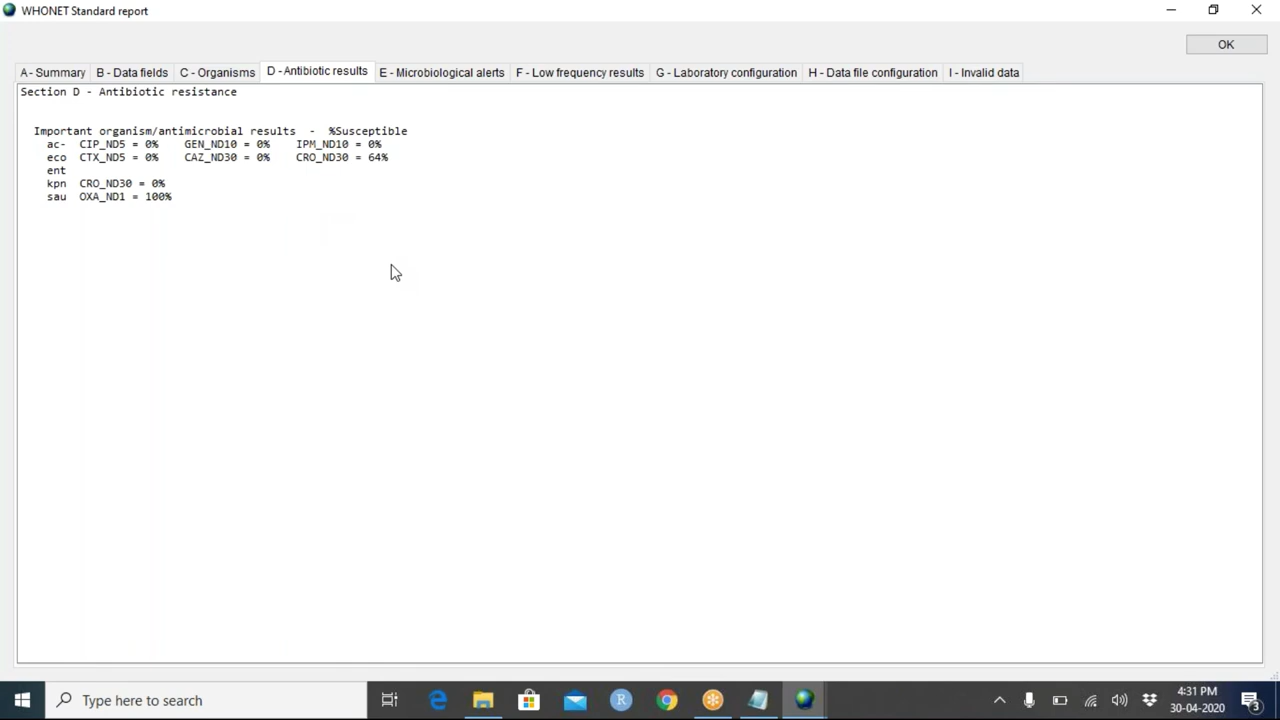 WHONET Standard report
OK
A - Summary B - Data fields C - Organisms D - Antibiotic results E - Microbiological alerts F - Low frequency results G - Laboratory configuration H - Data file configuration I - Invalid data
Section D - Antibiotic resistance
Important organism/antimicrobial results - %Susceptible
ac- CIP_ND5 = 0% GEN_ND10 = 0% IPM_ND10 = 0%
eco CTX_ND5 = 0% CAZ_ND30 = 0% CRO_ND30 = 64%
ent
kpn CRO_ND30 = 0%
sau OXA_ND1 = 100%
Type here to search
4:31 PM
30-04-2020
3